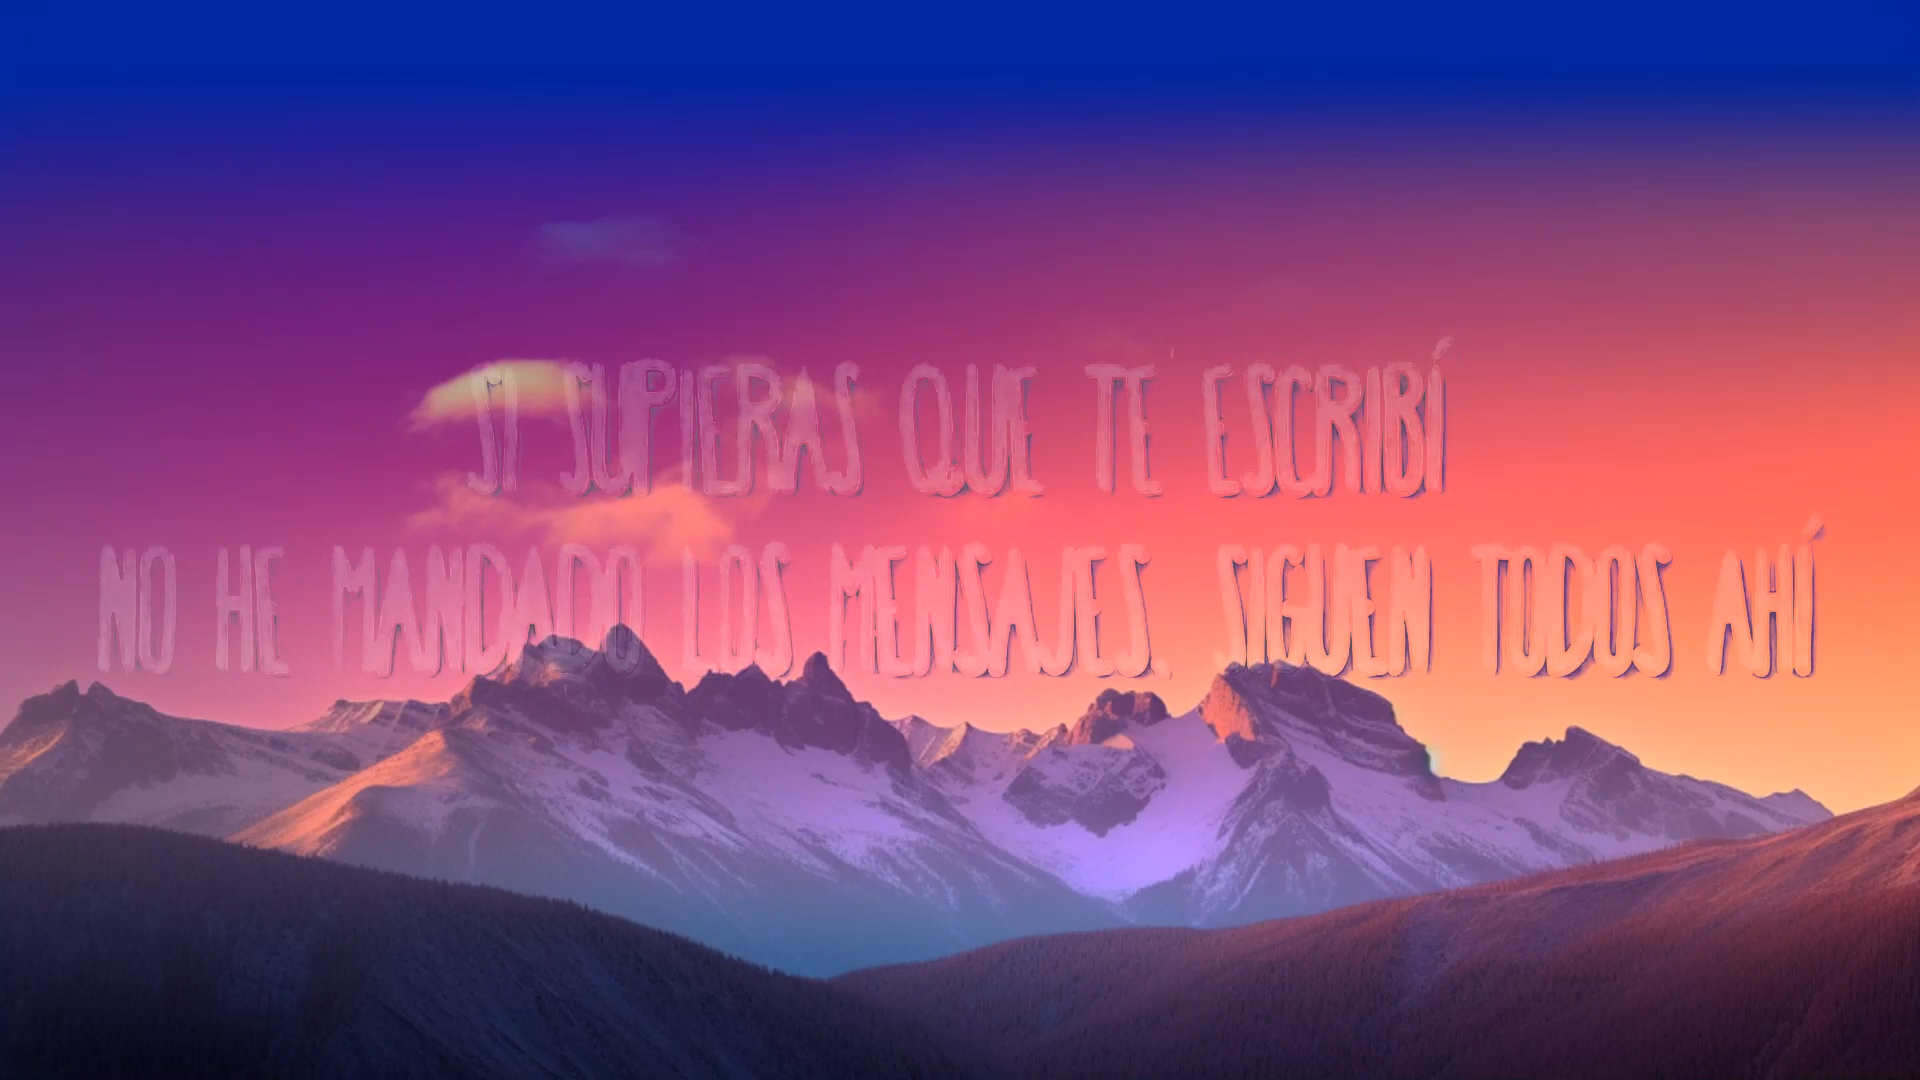 SI SUPIERAS QUE TE ESCRIBÍ
NO HE MANDADO LOS MENSAJES, SIGUEN TODOS AHÍ